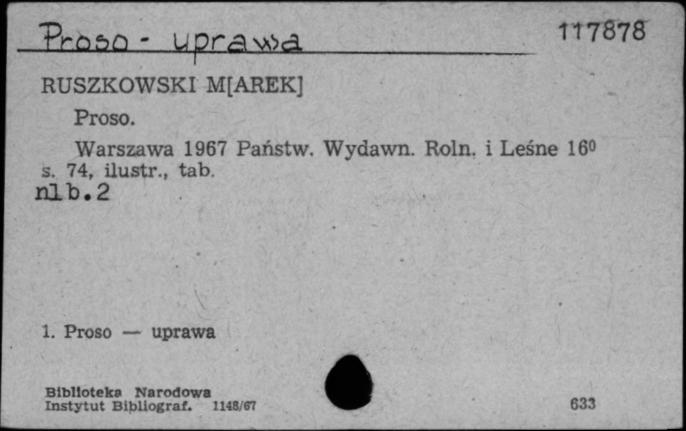 Proso - uprawa 117878
RUSZKOWSKI M[AREK]
Proso.
Warszawa 1967 Państw. Wydawn. Roln. i Leśne 16⁰
s. 74, ilustr., tab.
nlb.2
1. Proso — uprawa
Biblioteka Narodowa
Instytut Bibliograf. 1148/67 633